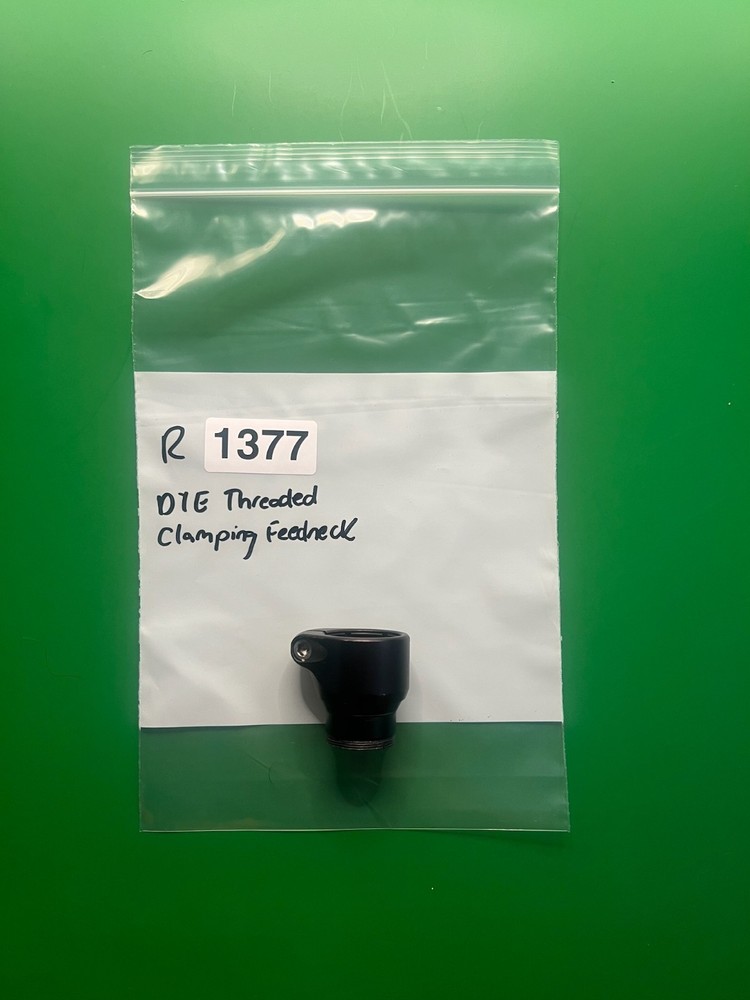 R 1377
DYE Threaded
Clamping Feedneck